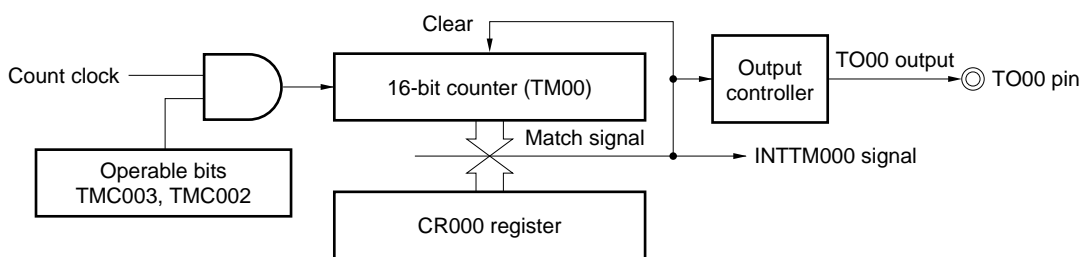 Clear
Count clock
16-bit counter (TM00)
Output
controller
TO00 output
TO00 pin
Match signal
Operable bits
TMC003, TMC002
INTTM000 signal
CR000 register